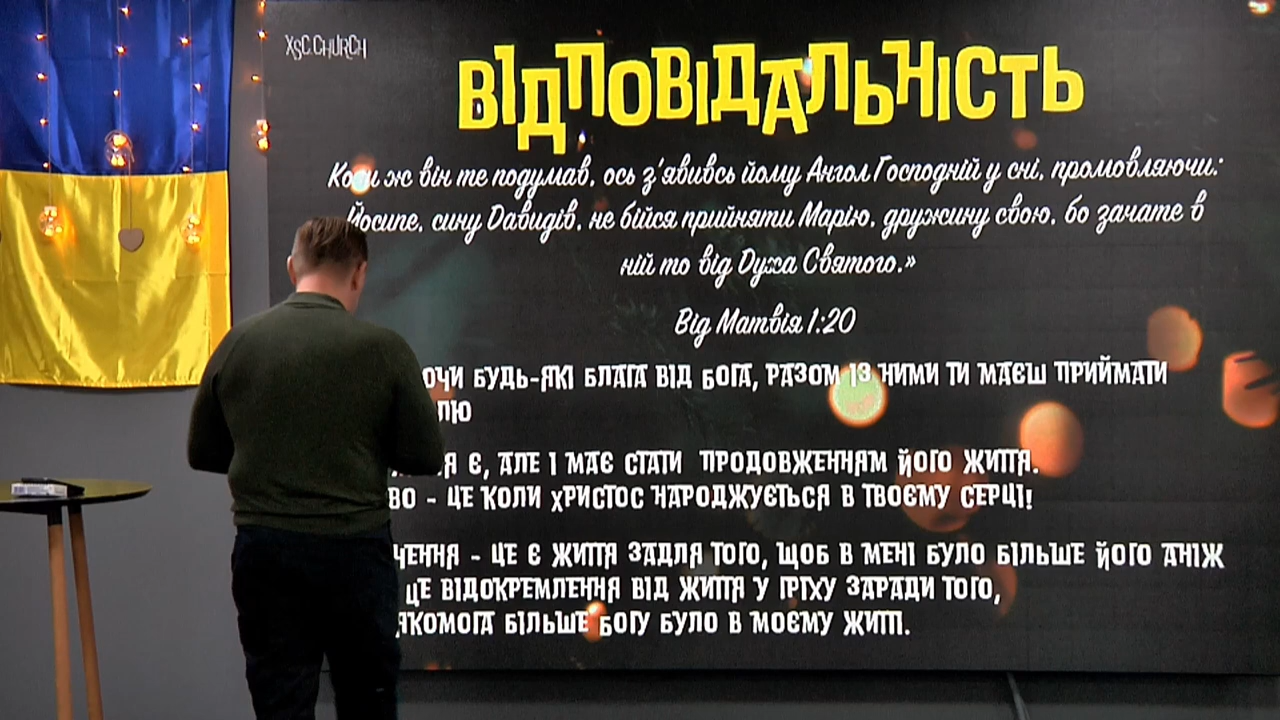 XSC.CHURCH
ВІДПОВІДАЛЬНІСТЬ
Коли ж він те подумав, ось з'явивсь йому Ангол Господній у сні, промовляючи:
Йосипе, сину Давидів, не бійся прийняти Марію, дружину свою, бо зачате в
ній то від Духа Святого.»
Від Матвія 1:20
БУДЬ-ЯКІ БЛАГА ВІД БОГА, РАЗОМ ІЗ НИМИ ТИ МАЄШ ПРИЙМАТИ
Є, АЛЕ І МАЄ СТАТИ ПРОДОВЖЕННЯМ ЙОГО ЖИТТЯ.
- ЦЕ КОЛИ ХРИСТОС НАРОДЖУЄТЬСЯ В ТВОЄМУ СЕРЦІ!
- ЦЕ Є ЖИТТЯ ЗАДЛЯ ТОГО, ЩОБ В МЕНІ БУЛО БІЛЬШЕ ЙОГО АНІЖ
ЦЕ ВІДОКРЕМЛЕННЯ ВІД ЖИТТЯ У ГРІХУ ЗАРАДИ ТОГО,
ЯКОМОГА БІЛЬШЕ БОГУ БУЛО В МОЄМУ ЖИТТІ.